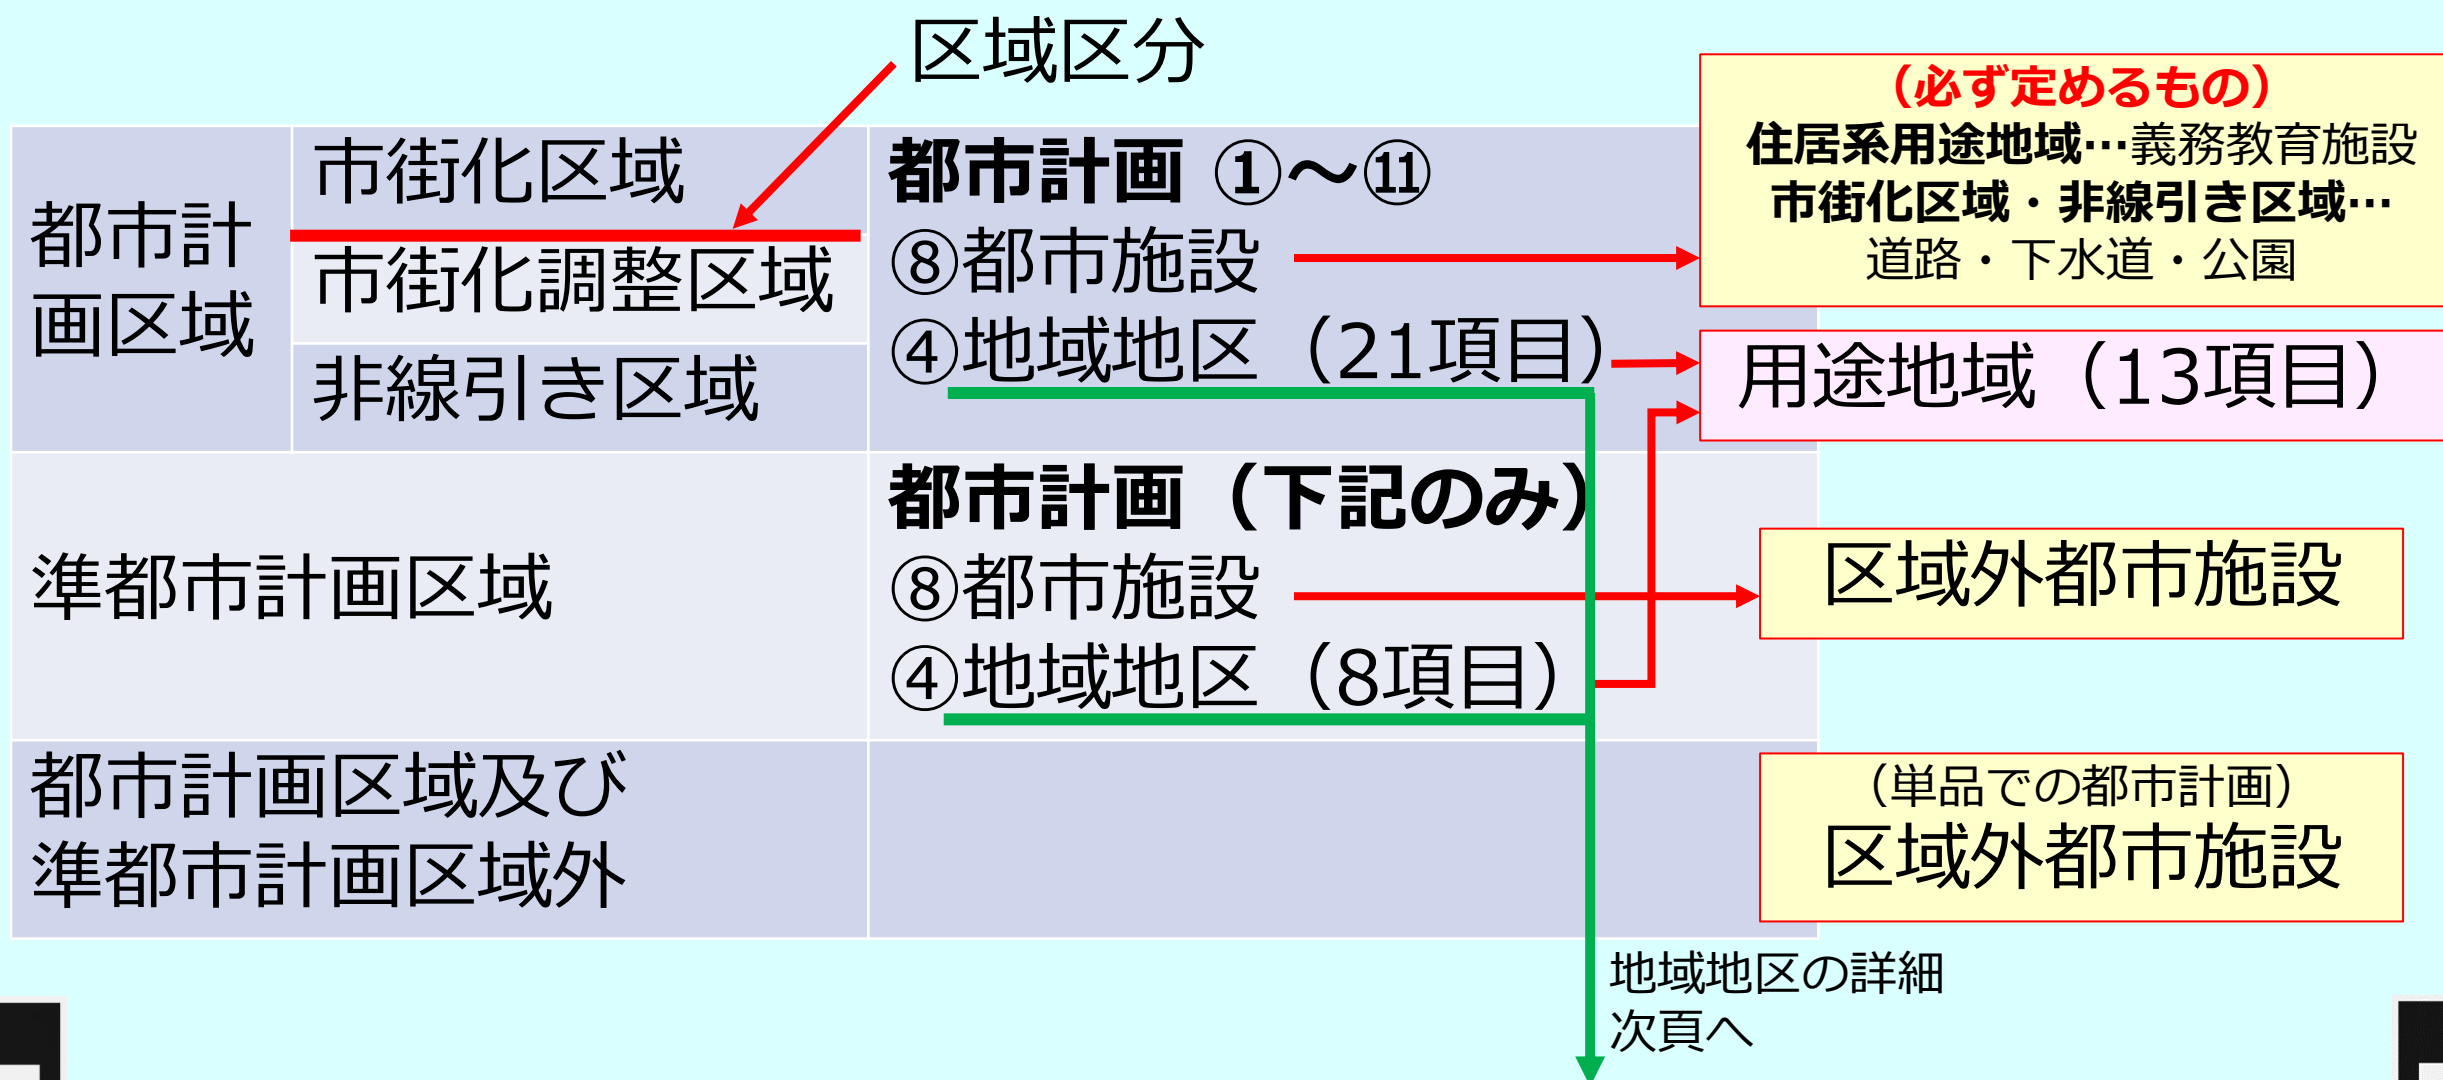 区域区分
都市計
画区域
市街化区域
市街化調整区域
非線引き区域
都市計画 ①～⑪
⑧都市施設
④地域地区（21項目）
（必ず定めるもの）
住居系用途地域…義務教育施設
市街化区域・非線引き区域…
道路・下水道・公園
用途地域（13項目）
準都市計画区域
都市計画（下記のみ）
⑧都市施設
④地域地区（8項目）
区域外都市施設
都市計画区域及び
準都市計画区域外
（単品での都市計画）
区域外都市施設
地域地区の詳細
次頁へ